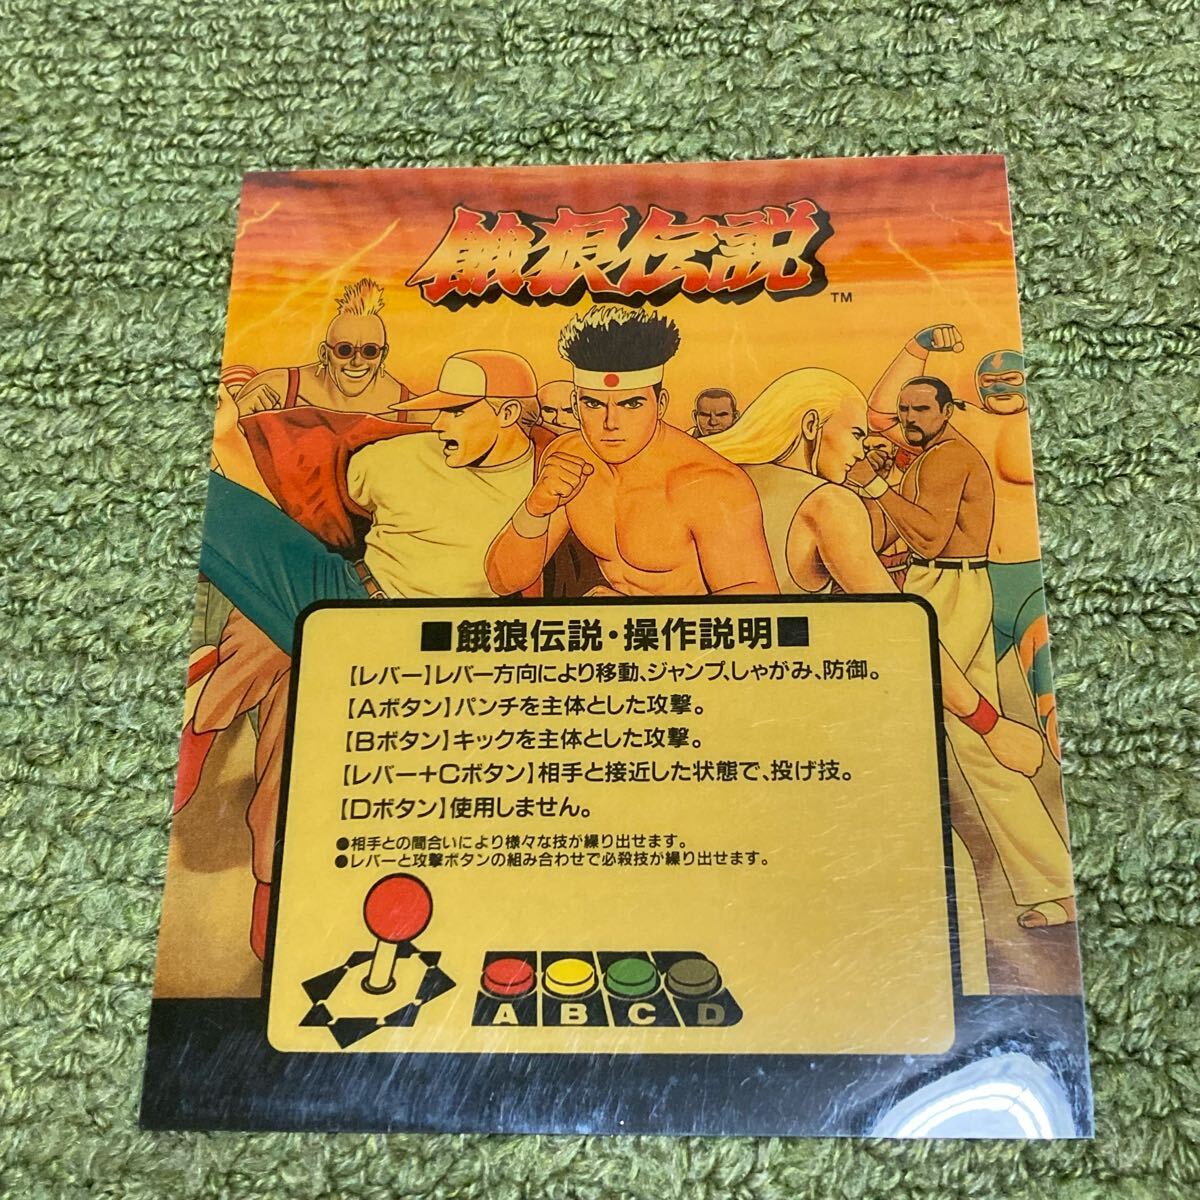 餓狼伝説
TM
■餓狼伝説・操作説明■
【レバー】レバー方向により移動、ジャンプ、しゃがみ、防御。
【Aボタン】パンチを主体とした攻撃。
【Bボタン】キックを主体とした攻撃。
【レバー+Cボタン】相手と接近した状態で、投げ技。
【Dボタン】使用しません。
●相手との間合いにより様々な技が繰り出せます。
●レバーと攻撃ボタンの組み合わせで必殺技が繰り出せます。
A B C D